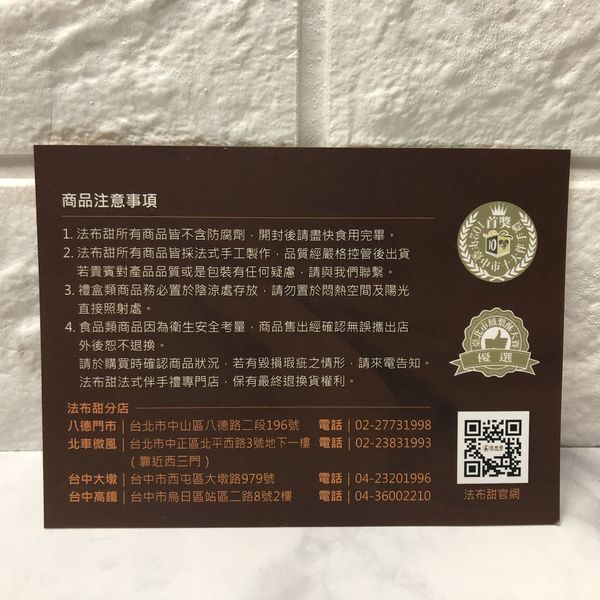 商品注意事項
1. 法布甜所有商品皆不含防腐劑，開封後請盡快食用完畢。
2. 法布甜所有商品皆採法式手工製作，品質經嚴格控管後出貨
若貴賓對產品品質或是包裝有任何疑慮，請與我們聯繫。
3. 禮盒類商品務必置於陰涼處存放，請勿置於悶熱空間及陽光
直接照射處。
4. 食品類商品因為衛生安全考量，商品售出經確認無誤攜出店
外後恕不退換。
請於購買時確認商品狀況，若有毀損瑕疵之情形，請來電告知。
法布甜法式伴手禮專門店，保有最終退換貨權利。
法布甜分店
八德門市｜台北市中山區八德路二段196號 電話｜02-27731998
北車微風｜台北市中正區北平西路3號地下一樓 電話｜02-23831993
（靠近西三門）
台中大墩｜台中市西屯區大墩路979號 電話｜04-23201996
台中高鐵｜台中市烏日區站區二路8號2樓 電話｜04-36002210
首獎
10
優選
法布甜官網